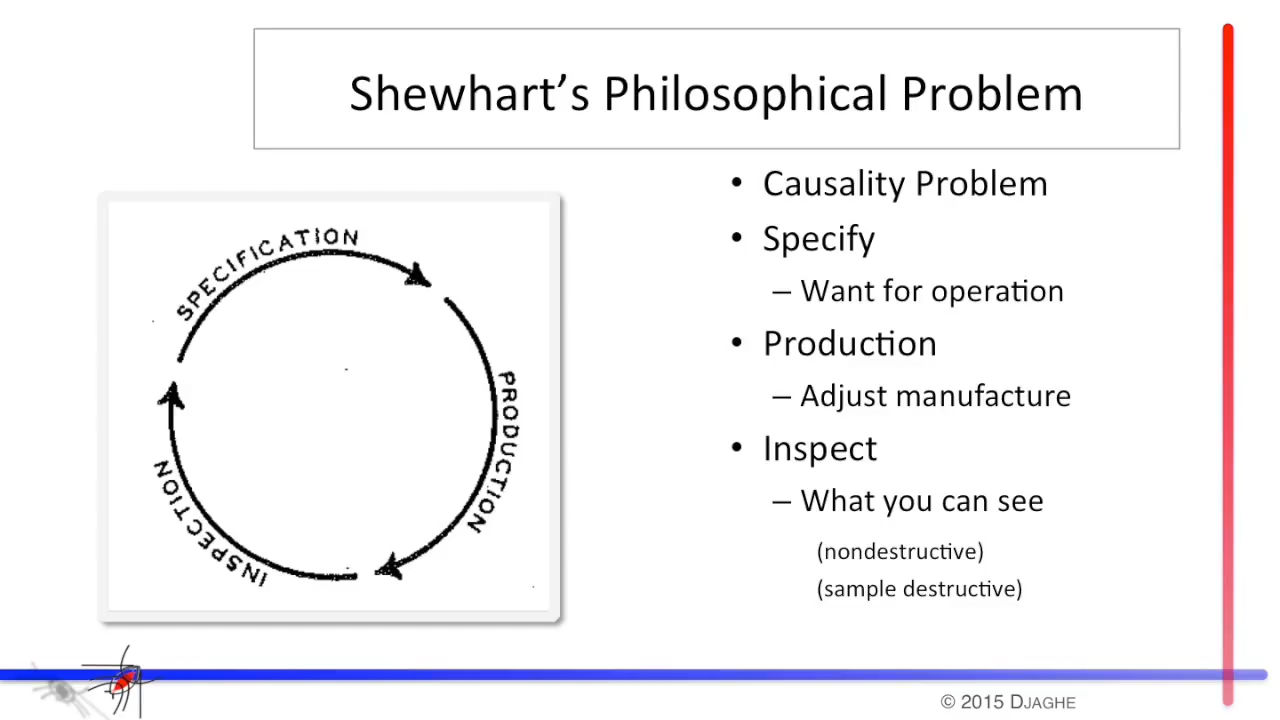 Shewhart’s Philosophical Problem
SPECIFICATION
PRODUCTION
INSPECTION
• Causality Problem
• Specify
– Want for operation
• Production
– Adjust manufacture
• Inspect
– What you can see
(nondestructive)
(sample destructive)
© 2015 DJAGHE